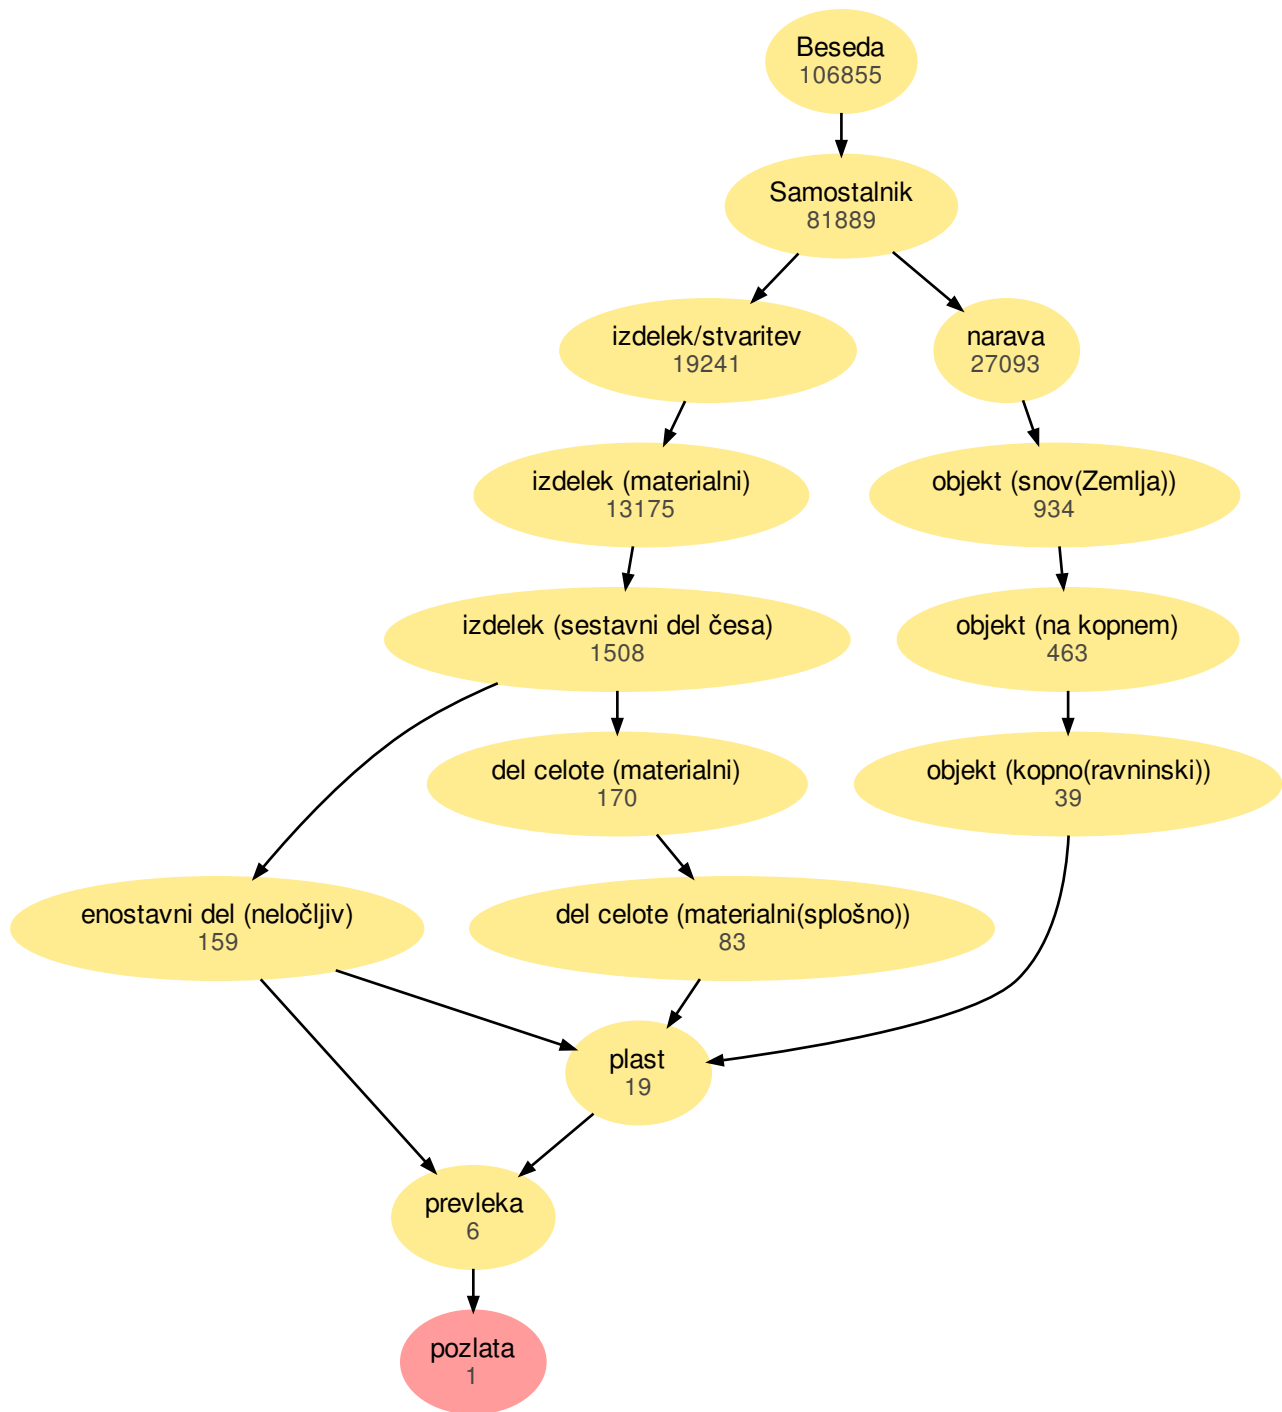 Beseda
106855
Samostalnik
81889
izdelek/stvaritev
19241
narava
27093
izdelek (materialni)
13175
objekt (snov(Zemlja))
934
izdelek (sestavni del česa)
1508
objekt (na kopnem)
463
del celote (materialni)
170
objekt (kopno(ravninski))
39
enostavni del (neločljiv)
159
del celote (materialni(splošno))
83
plast
19
prevleka
6
pozlata
1